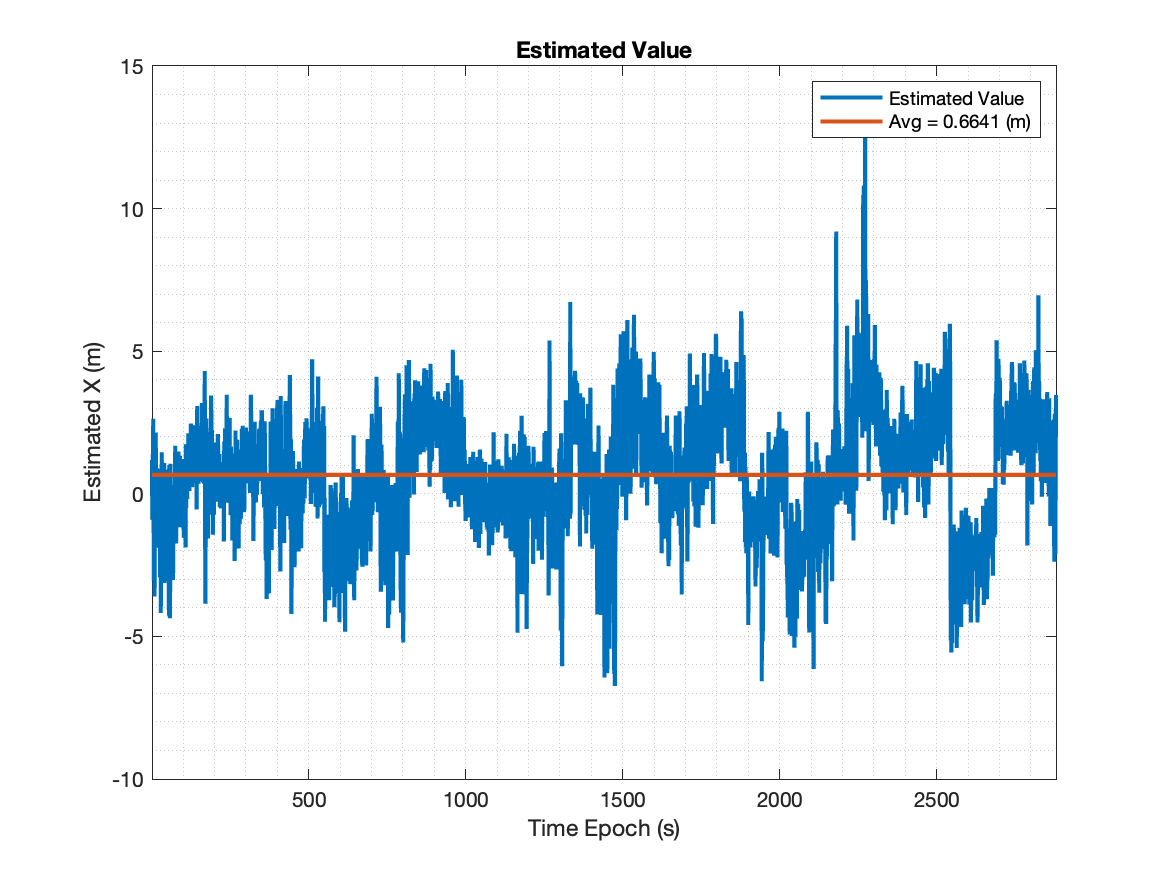 Estimated Value
Estimated Value
Avg = 0.6641 (m)
15
10
5
0
-5
-10
Estimated X (m)
500
1000
1500
2000
2500
Time Epoch (s)